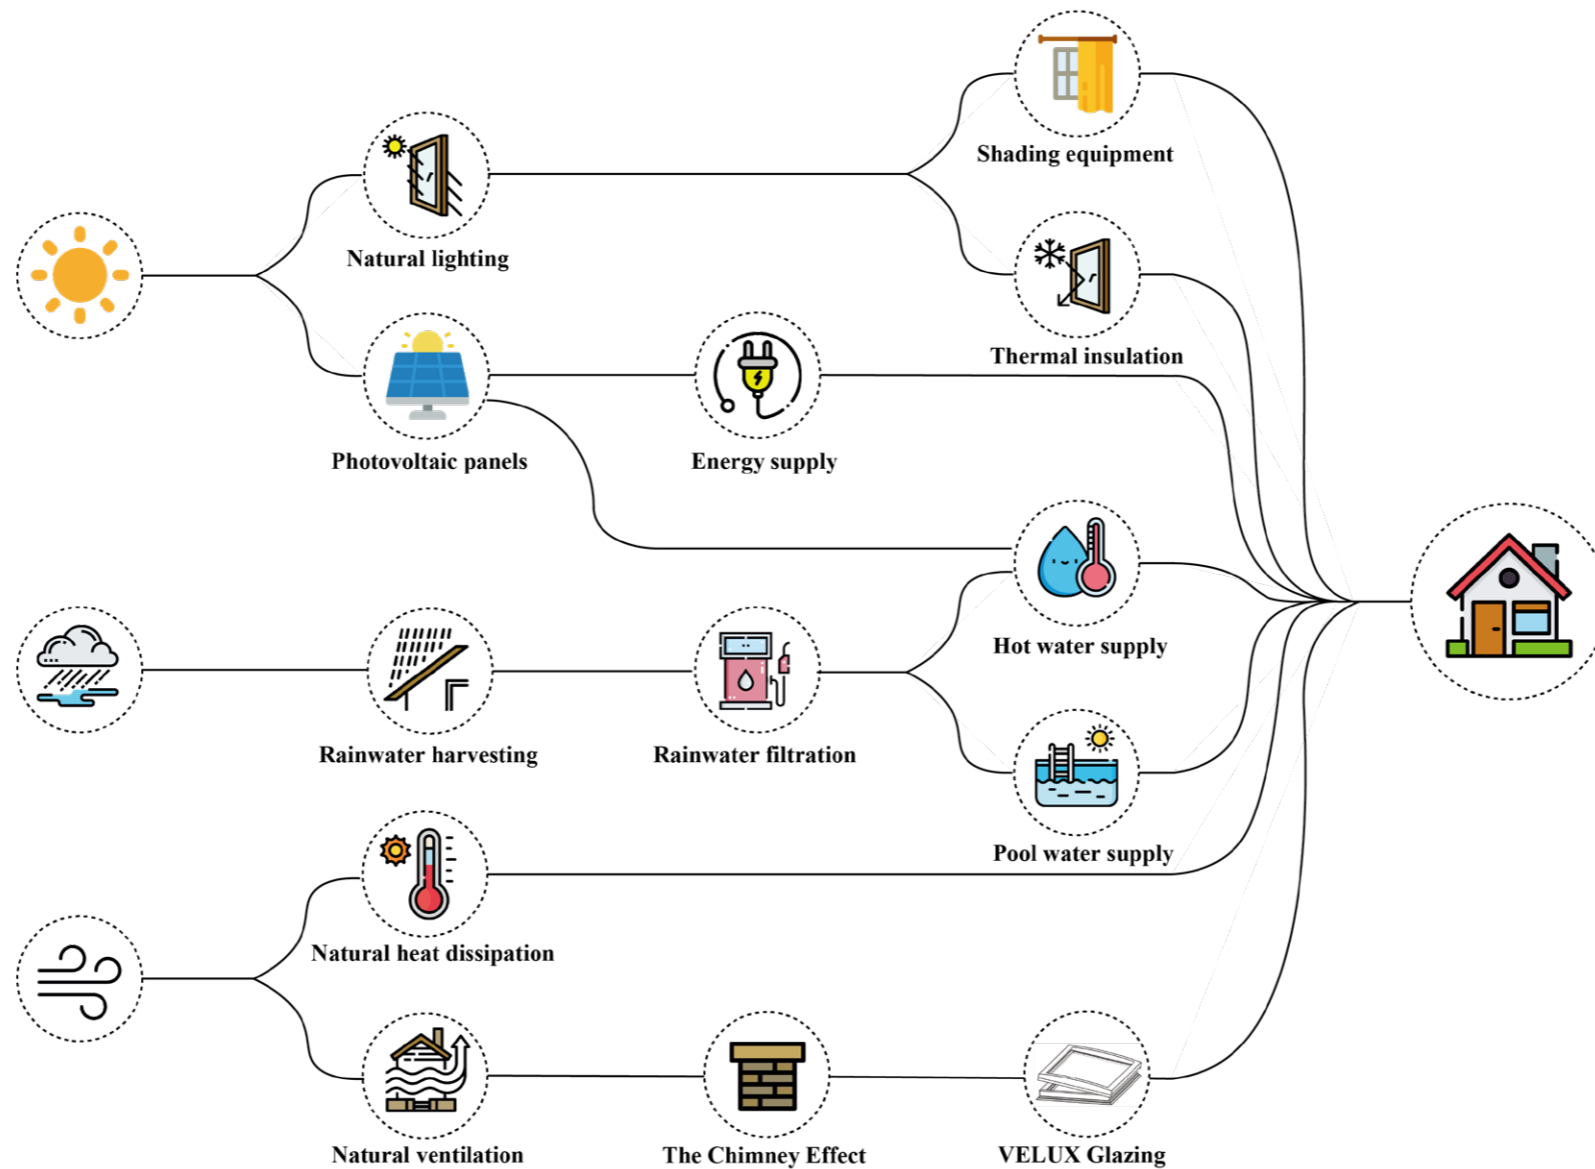 Shading equipment
Natural lighting
Thermal insulation
Photovoltaic panels
Energy supply
Hot water supply
Rainwater harvesting
Rainwater filtration
Pool water supply
Natural heat dissipation
Natural ventilation
The Chimney Effect
VELUX Glazing